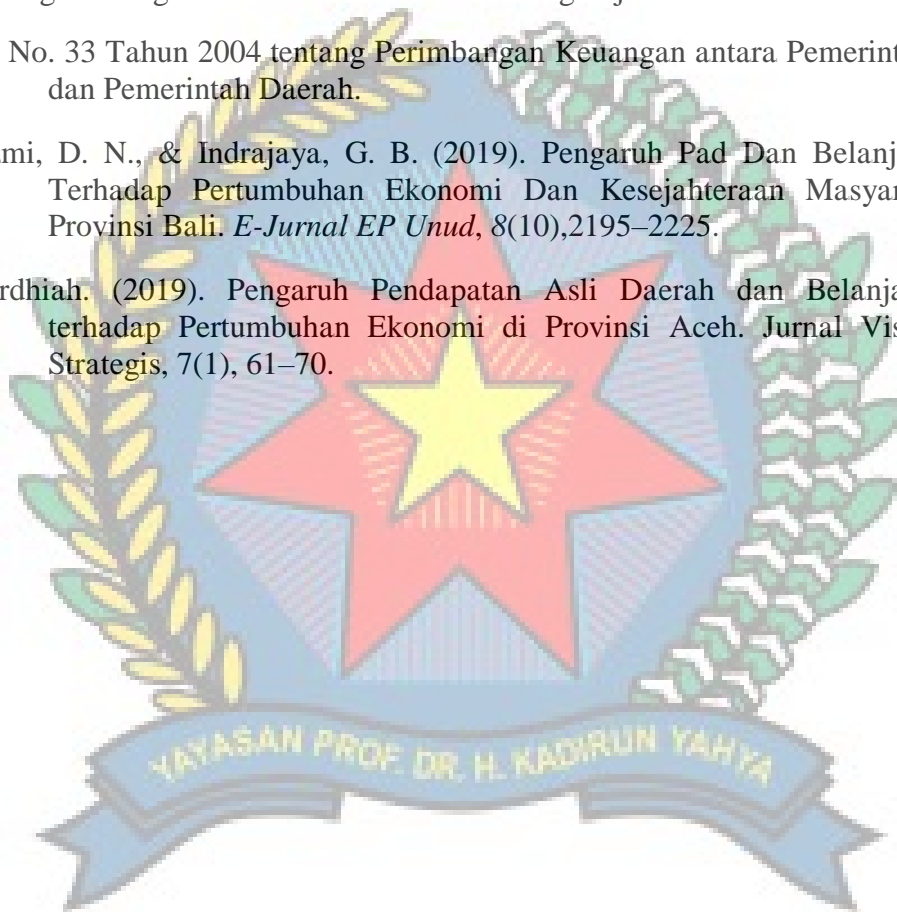 No. 33 Tahun 2004 tentang Perimbangan Keuangan antara Pemerint
dan Pemerintah Daerah.
mi, D. N., & Indrajaya, G. B. (2019). Pengaruh Pad Dan Belanj
Terhadap Pertumbuhan Ekonomi Dan Kesejahteraan Masyar
Provinsi Bali. E-Jurnal EP Unud, 8(10),2195–2225.
rdhiah. (2019). Pengaruh Pendapatan Asli Daerah dan Belanja
terhadap Pertumbuhan Ekonomi di Provinsi Aceh. Jurnal Vis
Strategis, 7(1), 61–70.
YAYASAN PROF. DR. H. KADIRUN YAHYA